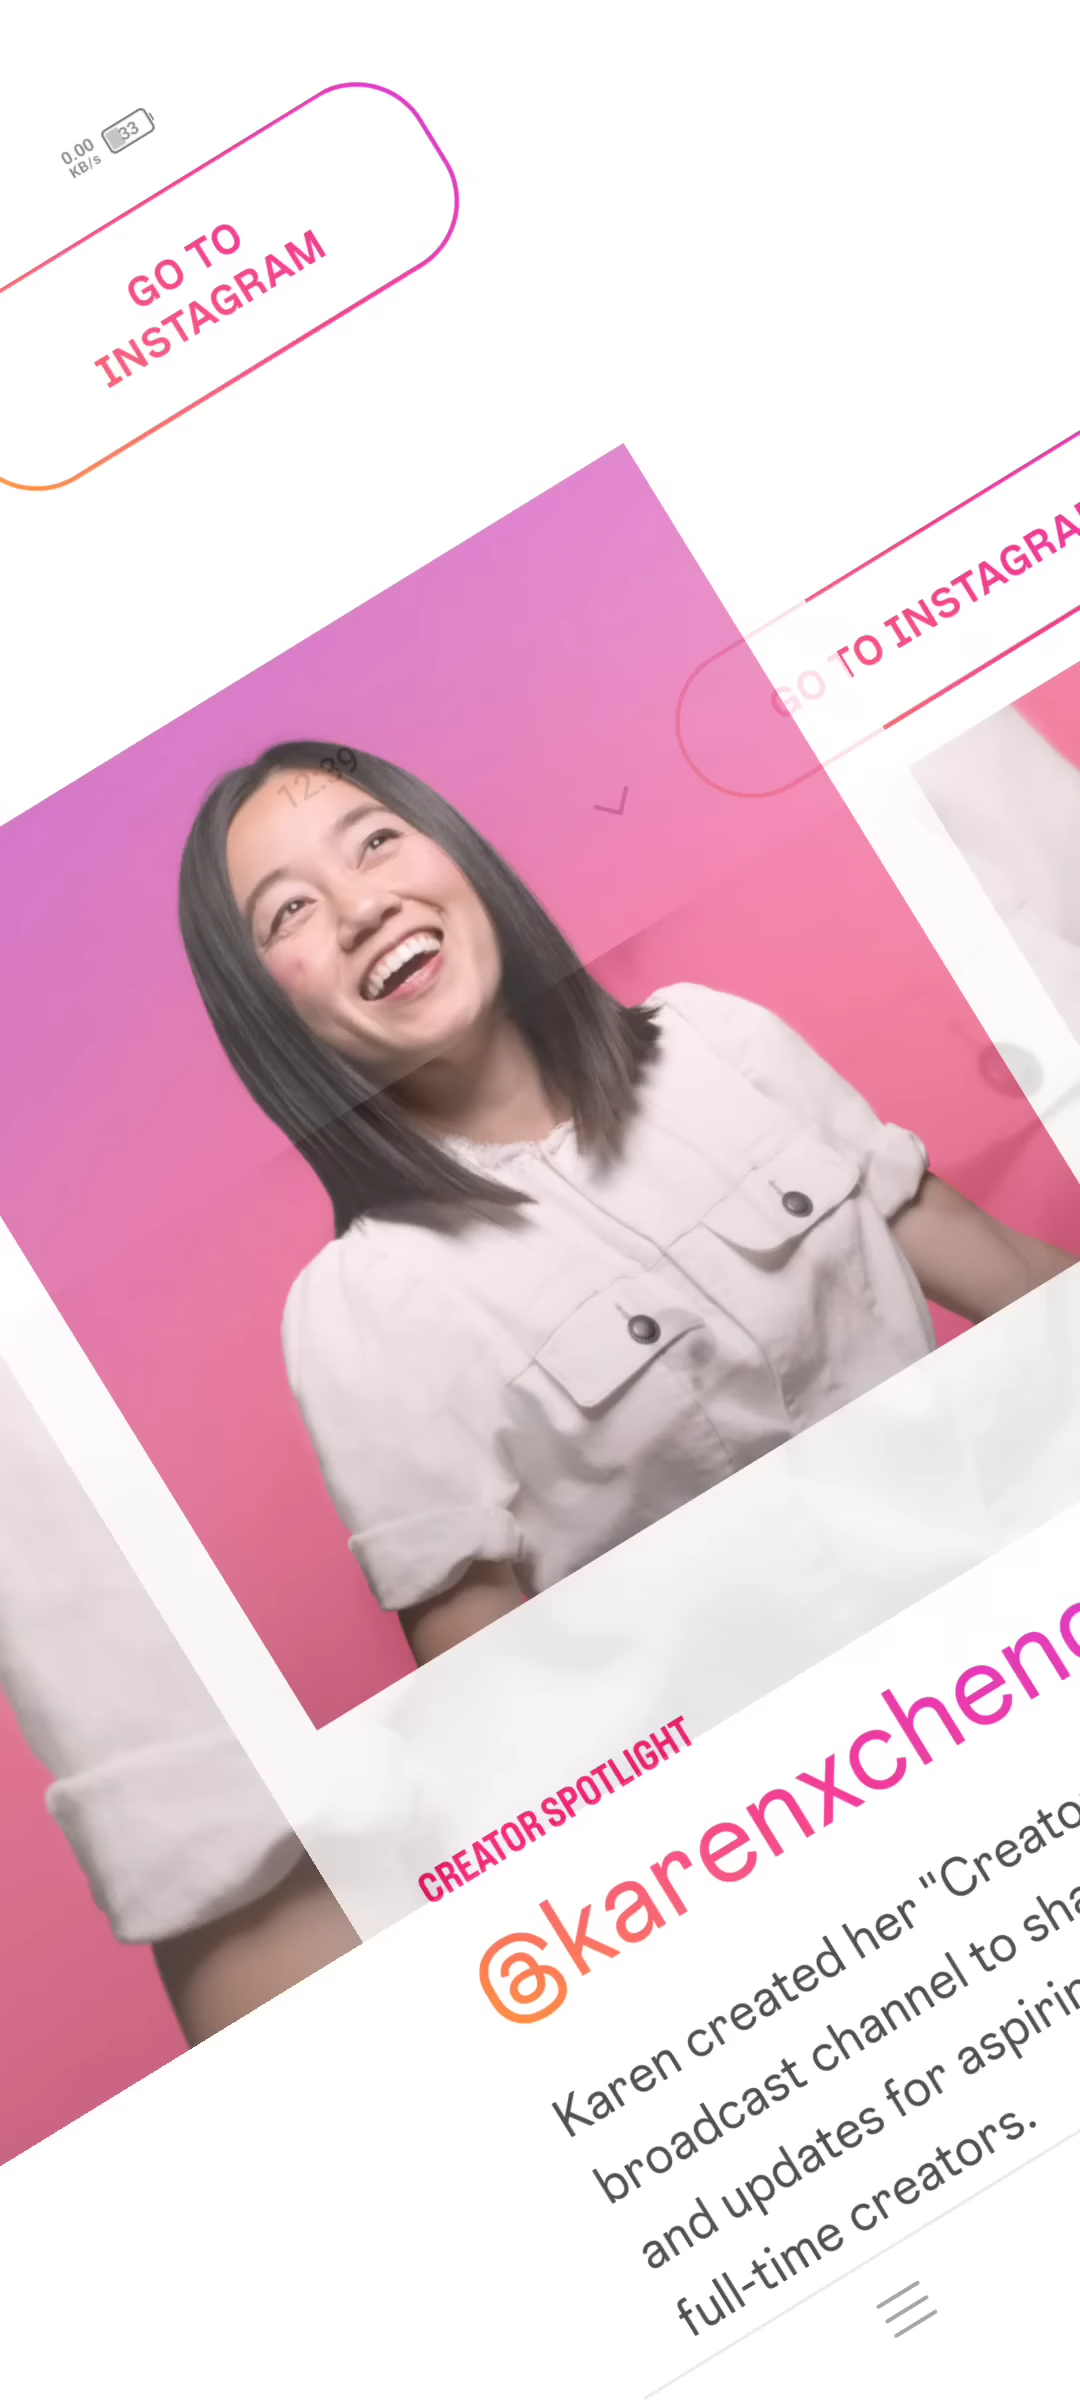 0.00
KB/s
33
GO TO
INSTAGRAM
GO TO INSTAGRA
12:39
CREATOR SPOTLIGHT
@karenxchen
Karen created her "Creato
broadcast channel to sha
and updates for aspirin
full-time creators.